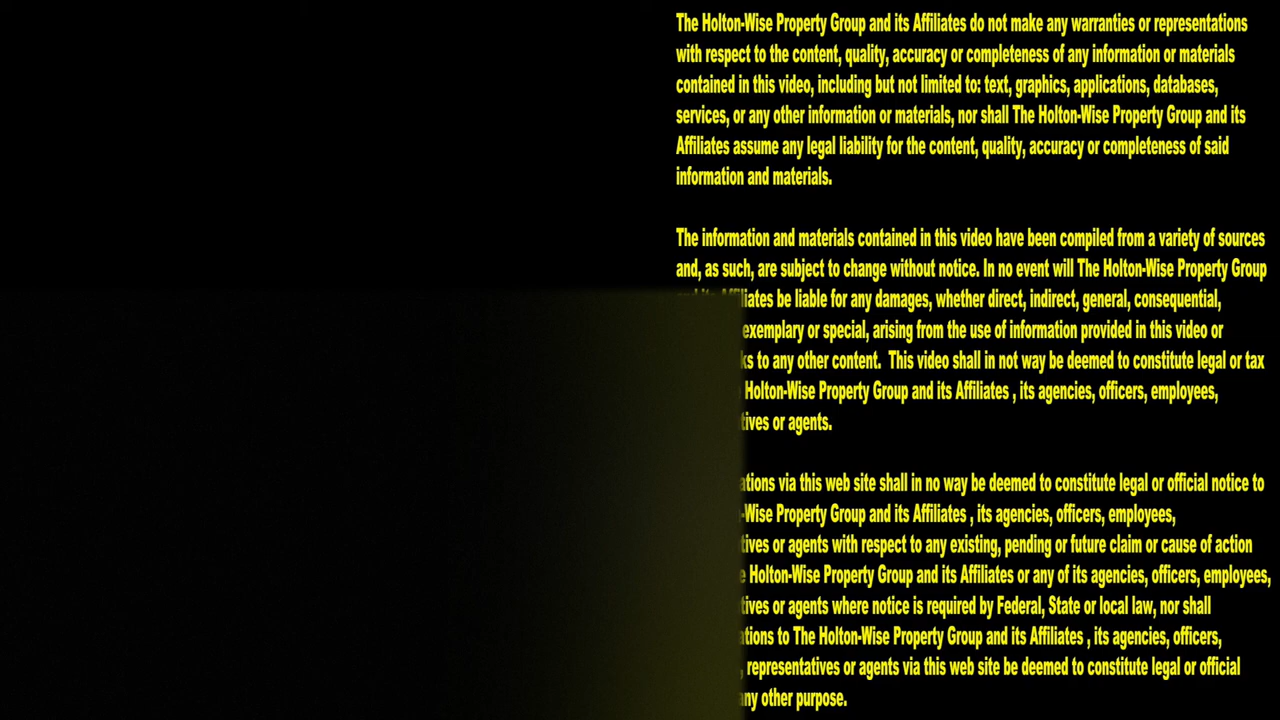 The Holton-Wise Property Group and its Affiliates do not make any warranties or representations
with respect to the content, quality, accuracy or completeness of any information or materials
contained in this video, including but not limited to: text, graphics, applications, databases,
services, or any other information or materials, nor shall The Holton-Wise Property Group and its
Affiliates assume any legal liability for the content, quality, accuracy or completeness of said
information and materials.
The information and materials contained in this video have been compiled from a variety of sources
and, as such, are subject to change without notice. In no event will The Holton-Wise Property Group
be liable for any damages, whether direct, indirect, general, consequential,
exemplary or special, arising from the use of information provided in this video or
to any other content. This video shall in not way be deemed to constitute legal or tax
Holton-Wise Property Group and its Affiliates , its agencies, officers, employees,
or agents.
via this web site shall in no way be deemed to constitute legal or official notice to
-Wise Property Group and its Affiliates , its agencies, officers, employees,
or agents with respect to any existing, pending or future claim or cause of action
Holton-Wise Property Group and its Affiliates or any of its agencies, officers, employees,
or agents where notice is required by Federal, State or local law, nor shall
to The Holton-Wise Property Group and its Affiliates , its agencies, officers,
, representatives or agents via this web site be deemed to constitute legal or official
any other purpose.